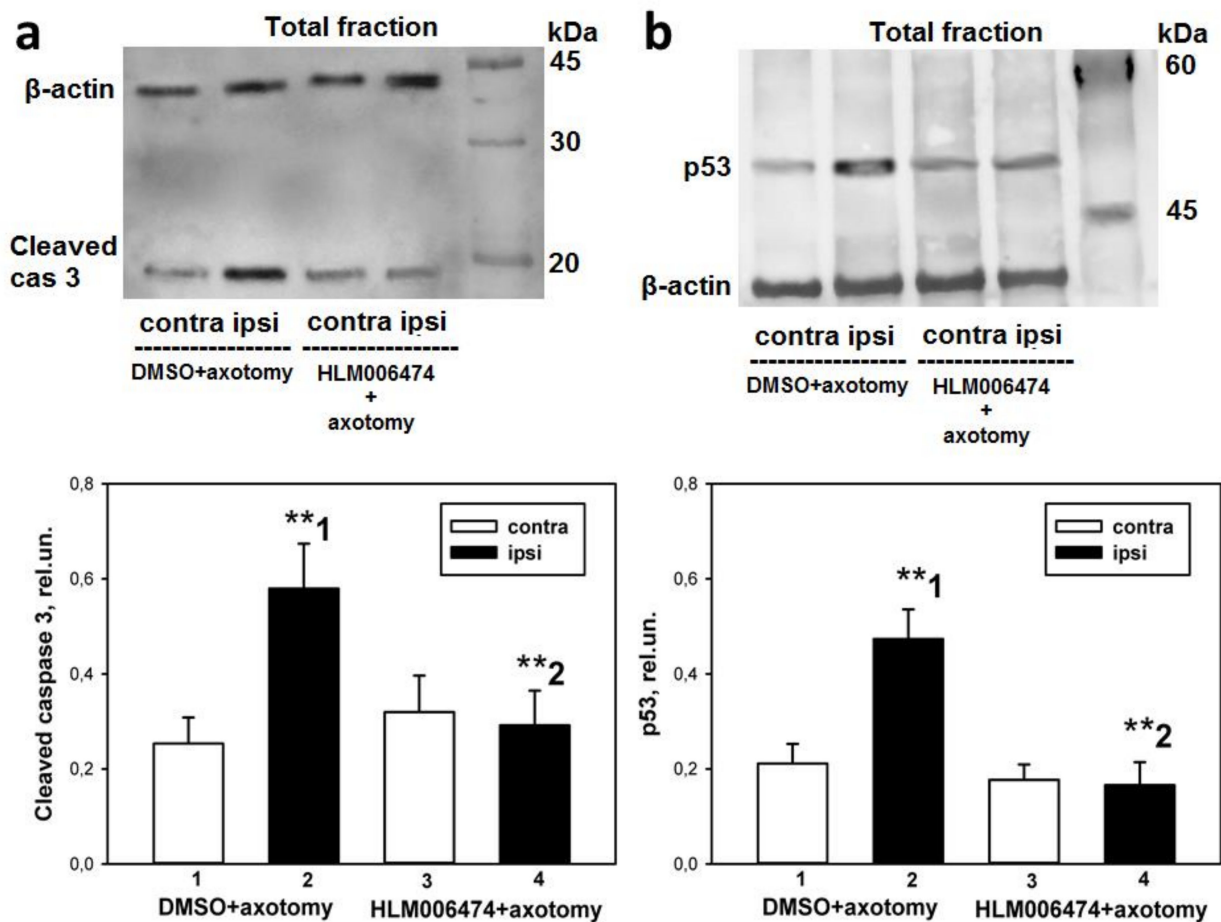 a
Total fraction
kDa
β-actin
45
30
Cleaved
cas 3
20
contra ipsi
contra ipsi
DMSO+axotomy
HLM006474
+
axotomy
b
Total fraction
kDa
60
p53
45
β-actin
contra ipsi
contra ipsi
DMSO+axotomy
HLM006474
+
axotomy
Cleaved caspase 3, rel.un.
0,8
0,6
0,4
0,2
0,0
**1
**2
contra
ipsi
1
2
3
4
DMSO+axotomy
HLM006474+axotomy
p53, rel.un.
0,8
0,6
0,4
0,2
0,0
**1
**2
contra
ipsi
1
2
3
4
DMSO+axotomy
HLM006474+axotomy